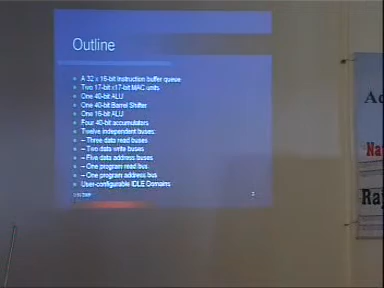 Outline
A 32 x 16-bit Instruction buffer queue
Two 17-bit x17-bit MAC units
One 40-bit ALU
One 40-bit Barrel Shifter
One 16-bit ALU
Four 40-bit accumulators
Twelve independent buses:
– Three data read buses
– Two data write buses
– Five data address buses
– One program read bus
– One program address bus
User-configurable IDLE Domains